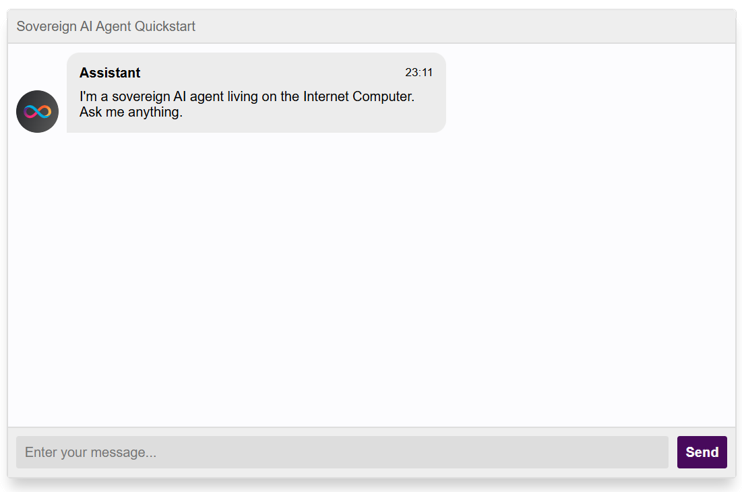 Sovereign AI Agent Quickstart
Assistant 23:11
I'm a sovereign AI agent living on the Internet Computer.
Ask me anything.
Enter your message...
Send